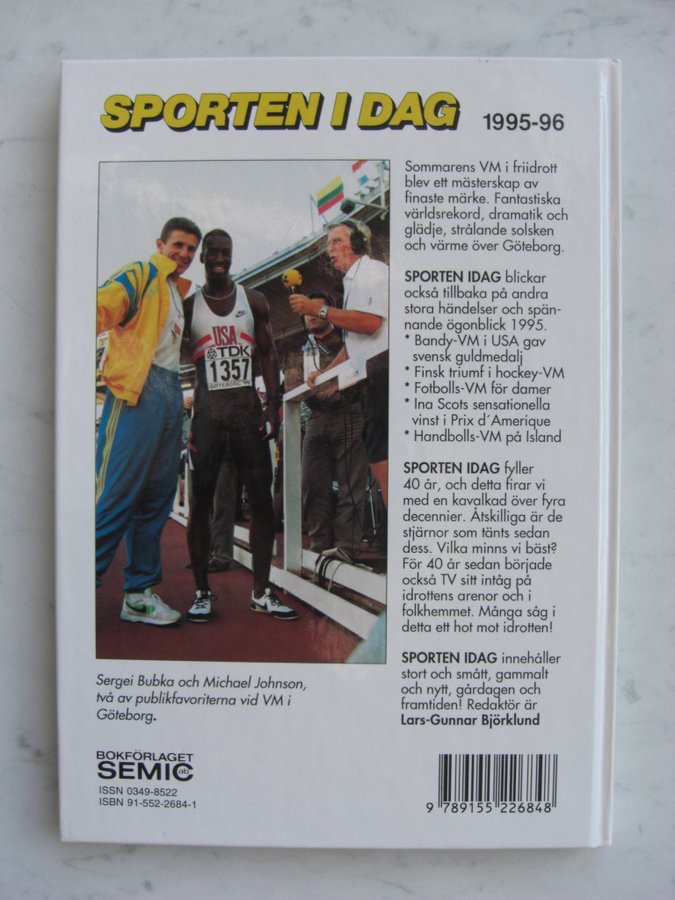 SPORTEN I DAG 1995-96
Sommarens VM i friidrott
blev ett mästerskap av
finaste märke. Fantastiska
världsrekord, dramatik och
glädje, strålande solsken
och värme över Göteborg.
SPORTEN IDAG blickar
också tillbaka på andra
stora händelser och spän-
nande ögonblick 1995.
* Bandy-VM i USA gav
svensk guldmedalj
* Finsk triumf i hockey-VM
* Fotbolls-VM för damer
* Ina Scots sensationella
vinst i Prix d´Amerique
* Handbolls-VM på Island
SPORTEN IDAG fyller
40 år, och detta firar vi
med en kavalkad över fyra
decennier. Åtskilliga är de
stjärnor som tänts sedan
dess. Vilka minns vi bäst?
För 40 år sedan började
också TV sitt intåg på
idrottens arenor och i
folkhemmet. Många såg i
detta ett hot mot idrotten!
SPORTEN IDAG innehåller
stort och smått, gammalt
och nytt, gårdagen och
framtiden! Redaktör är
Lars-Gunnar Björklund
USA
TDK
1357
GÖTEBORG
Sergei Bubka och Michael Johnson,
två av publikfavoriterna vid VM i
Göteborg.
BOKFÖRLAGET
SEMIC ab
ISSN 0349-8522
ISBN 91-552-2684-1
9 789155 226848